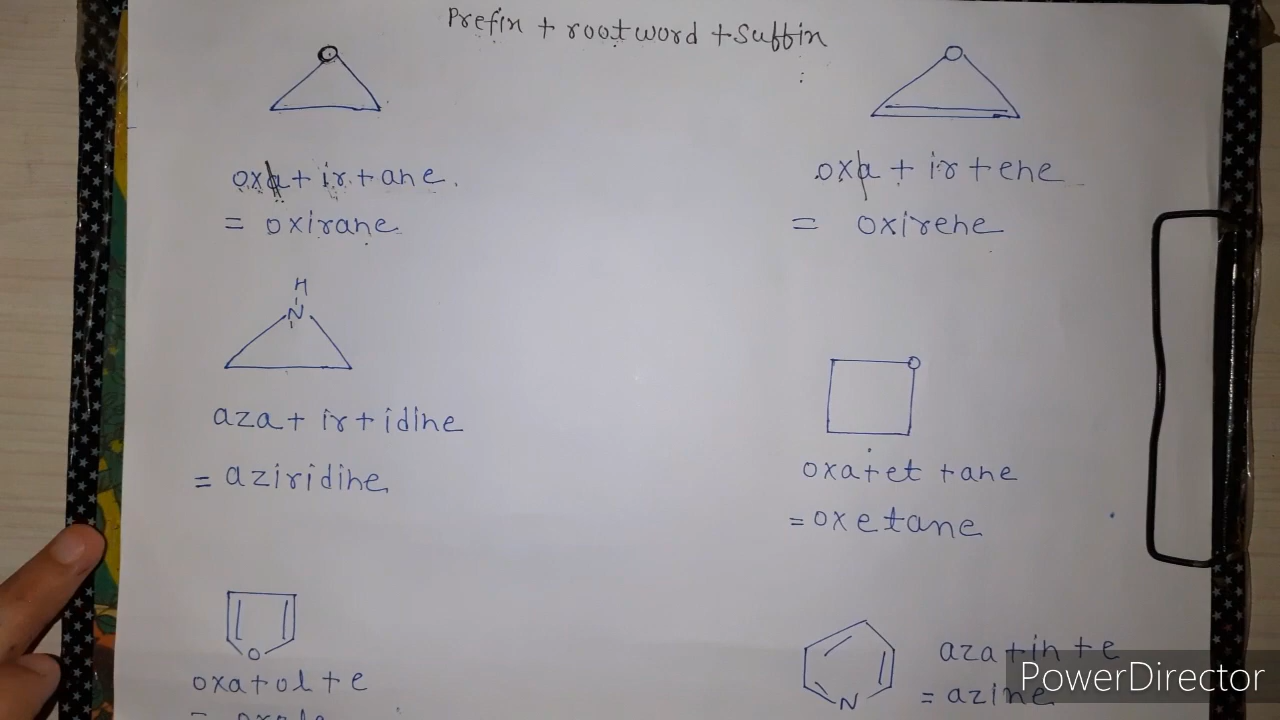 Prefix + rootword + Suffix
oxa + ir + ane.
= oxirane
oxa + ir + ene
= oxirene
H
N
aza + ir + idine
= aziridine
O
oxa + et + ane
= oxetane
O
oxa + ol + e
= oxole
N
aza + in + e
= azine
PowerDirector